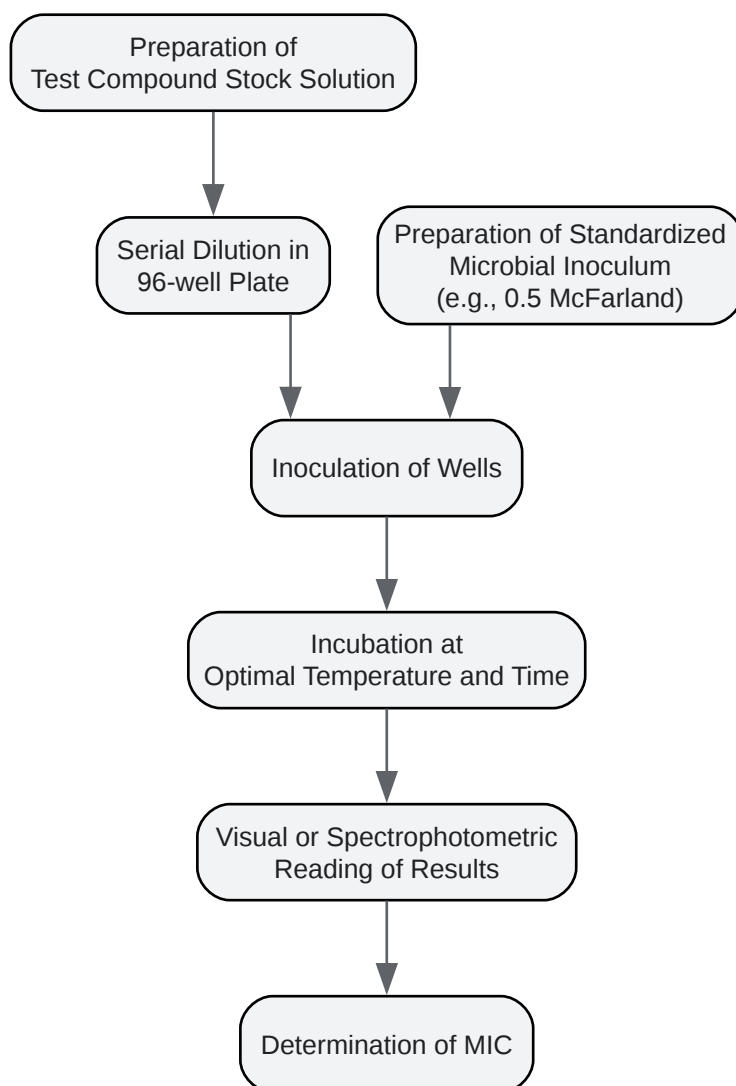 Preparation of
Test Compound Stock Solution
Serial Dilution in
96-well Plate
Preparation of Standardized
Microbial Inoculum
(e.g., 0.5 McFarland)
Inoculation of Wells
Incubation at
Optimal Temperature and Time
Visual or Spectrophotometric
Reading of Results
Determination of MIC